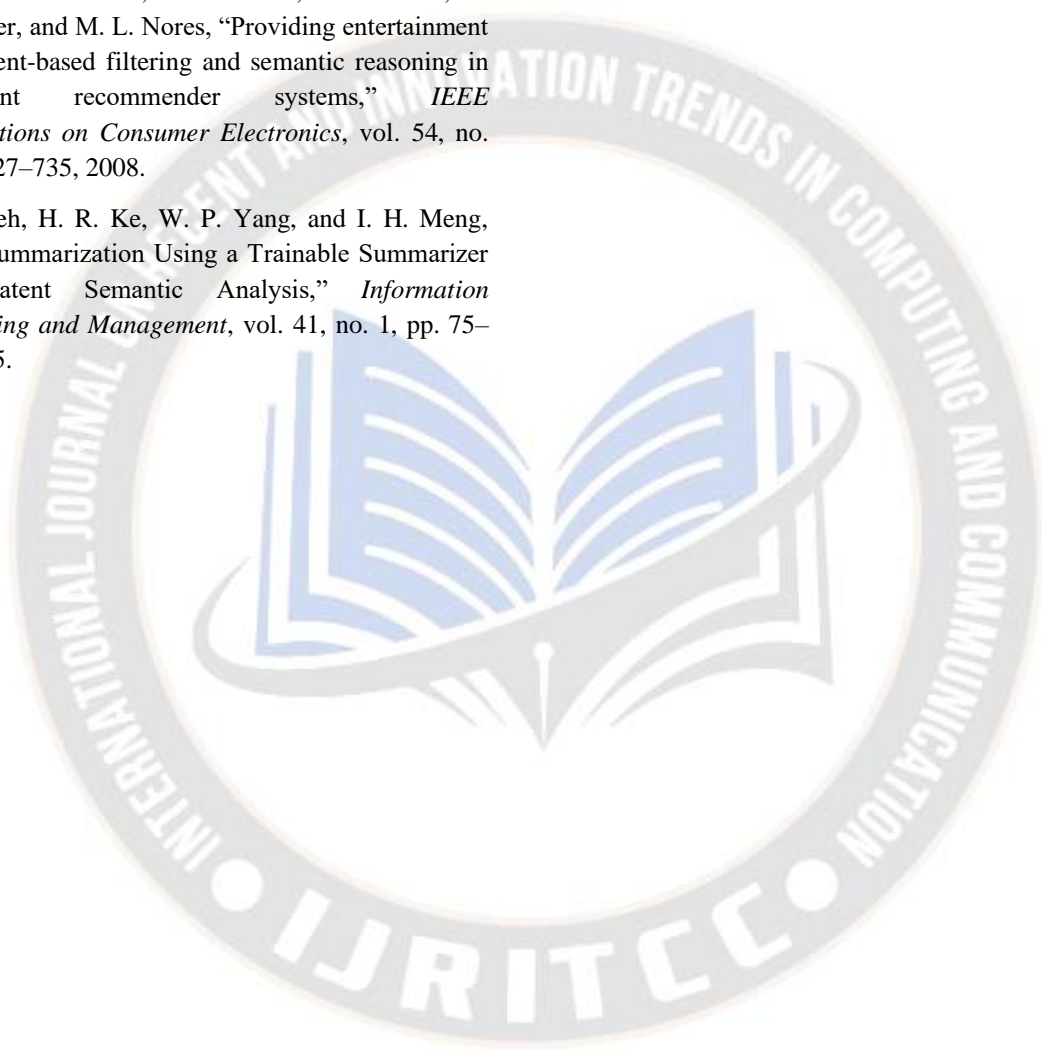 er, and M. L. Nores, “Providing entertainment
ent-based filtering and semantic reasoning in
nt recommender systems,” IEEE
tions on Consumer Electronics, vol. 54, no.
27–735, 2008.
eh, H. R. Ke, W. P. Yang, and I. H. Meng,
ummarization Using a Trainable Summarizer
atent Semantic Analysis,” Information
ing and Management, vol. 41, no. 1, pp. 75–
5.
INTERNATIONAL JOURNAL ON RECENT AND INNOVATION TRENDS IN COMPUTING AND COMMUNICATION
IJRITCC